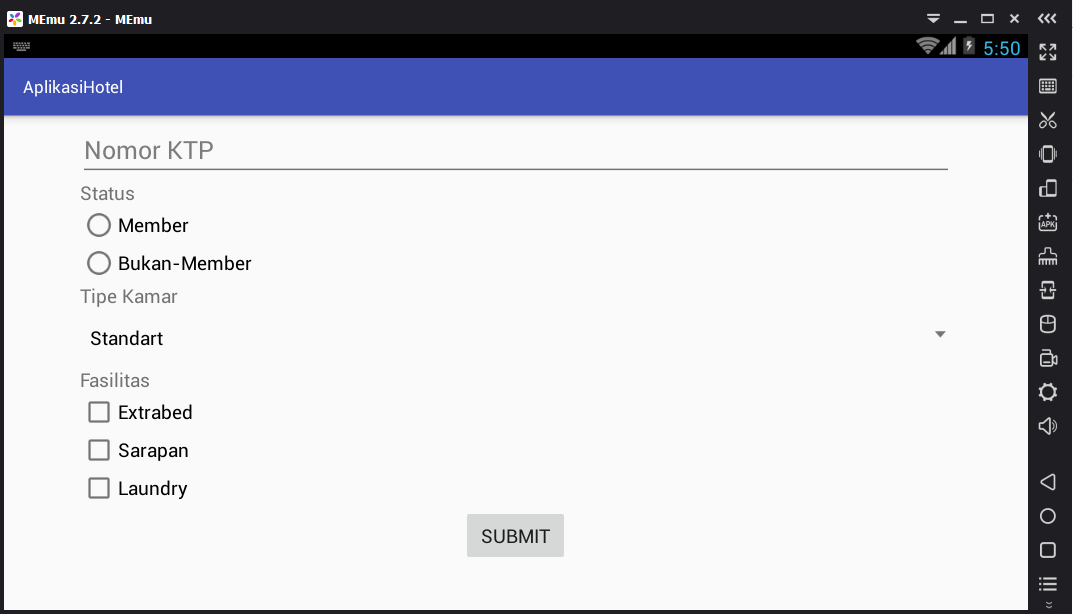 MEmu 2.7.2 - MEmu
5:50
AplikasiHotel
Nomor KTP
Status
Member
Bukan-Member
Tipe Kamar
Standart
Fasilitas
Extrabed
Sarapan
Laundry
SUBMIT
APK